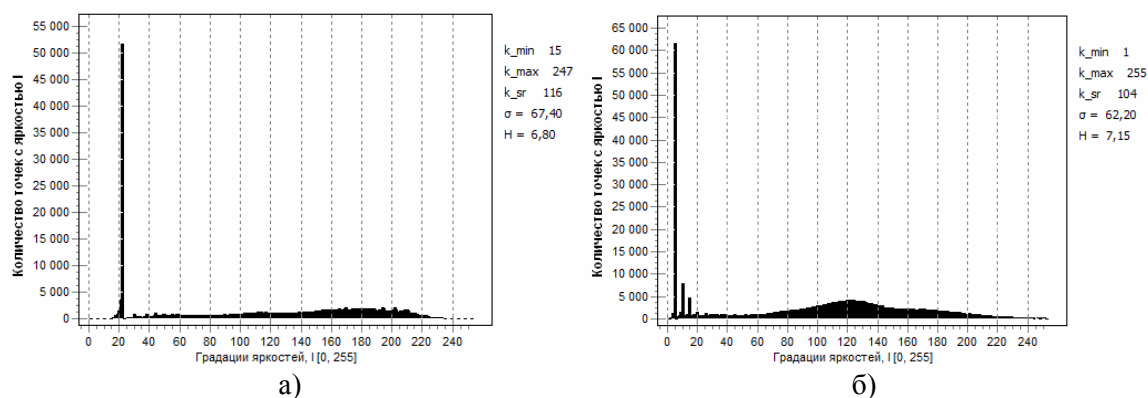 Количество точек с яркостью I
55 000
50 000
45 000
40 000
35 000
30 000
25 000
20 000
15 000
10 000
5 000
0
0 20 40 60 80 100 120 140 160 180 200 220 240
Градации яркостей, I [0, 255]
k_min 15
k_max 247
k_sr 116
σ = 67,40
H = 6,80
а)
Количество точек с яркостью I
65 000
60 000
55 000
50 000
45 000
40 000
35 000
30 000
25 000
20 000
15 000
10 000
5 000
0
0 20 40 60 80 100 120 140 160 180 200 220 240
Градации яркостей, I [0, 255]
k_min 1
k_max 255
k_sr 104
σ = 62,20
H = 7,15
б)